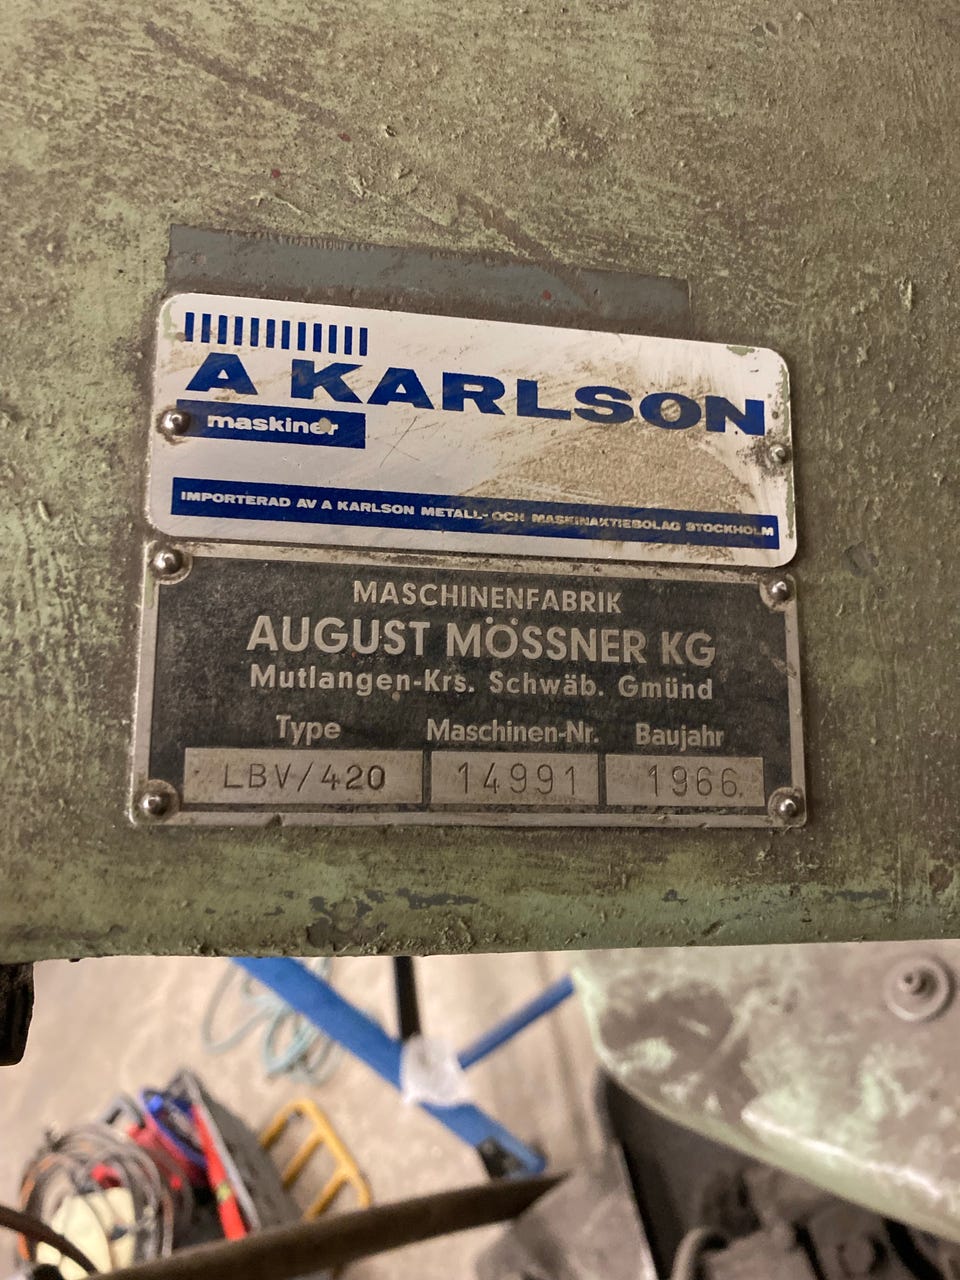 A KARLSON
maskiner
IMPORTERAD AV A KARLSON METALL- OCH MASKINAKTIEBOLAG STOCKHOLM
MASCHINENFABRIK
AUGUST MÖSSNER KG
Mutlangen-Krs. Schwäb. Gmünd
Type Maschinen-Nr. Baujahr
LBV/420 14991 1966